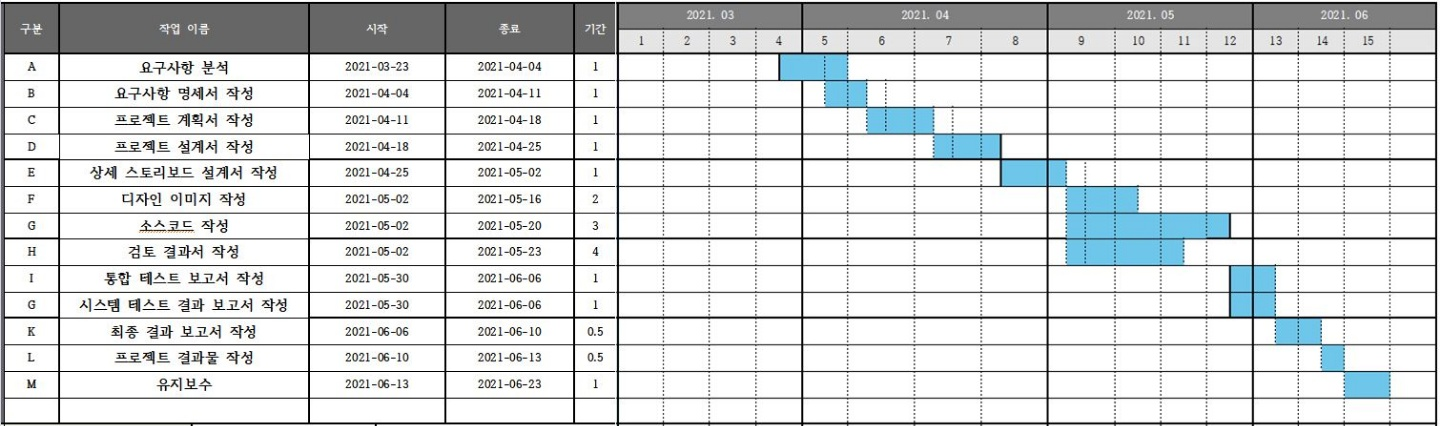 구분 작업 이름 시작 종료 기간 2021. 03 2021. 04 2021. 05 2021. 06
1 2 3 4 5 6 7 8 9 10 11 12 13 14 15
A 요구사항 분석 2021-03-23 2021-04-04 1
B 요구사항 명세서 작성 2021-04-04 2021-04-11 1
C 프로젝트 계획서 작성 2021-04-11 2021-04-18 1
D 프로젝트 설계서 작성 2021-04-18 2021-04-25 1
E 상세 스토리보드 설계서 작성 2021-04-25 2021-05-02 1
F 디자인 이미지 작성 2021-05-02 2021-05-16 2
G 소스코드 작성 2021-05-02 2021-05-20 3
H 검토 결과서 작성 2021-05-02 2021-05-23 4
I 통합 테스트 보고서 작성 2021-05-30 2021-06-06 1
G 시스템 테스트 결과 보고서 작성 2021-05-30 2021-06-06 1
K 최종 결과 보고서 작성 2021-06-06 2021-06-10 0.5
L 프로젝트 결과물 작성 2021-06-10 2021-06-13 0.5
M 유지보수 2021-06-13 2021-06-23 1